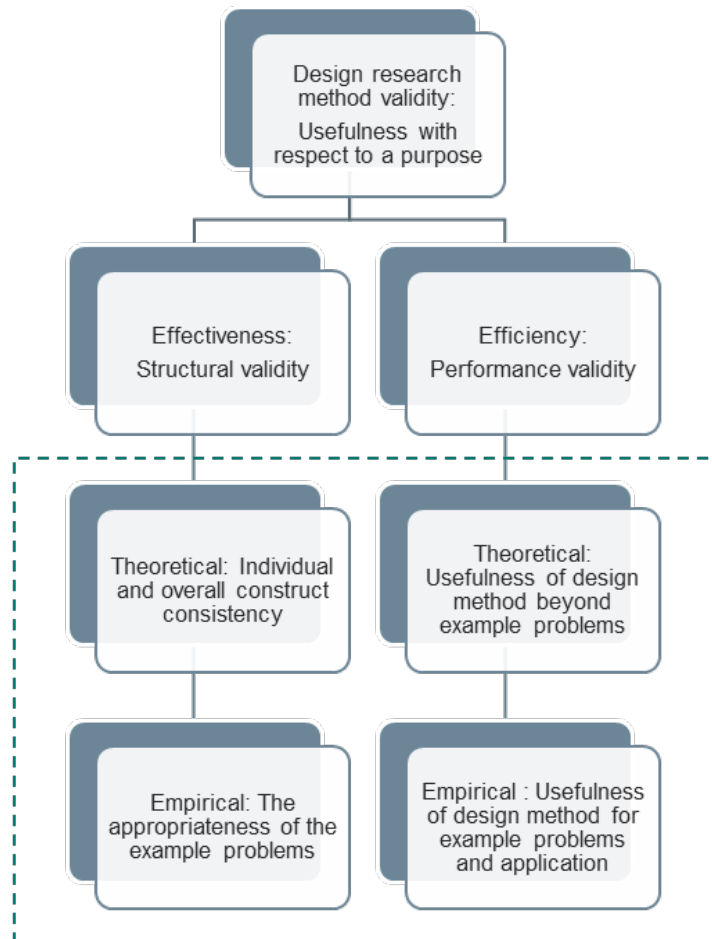 Design research
method validity:
Usefulness with
respect to a purpose
Effectiveness:
Structural validity
Efficiency:
Performance validity
Theoretical: Individual
and overall construct
consistency
Theoretical:
Usefulness of design
method beyond
example problems
Empirical: The
appropriateness of the
example problems
Empirical : Usefulness
of design method for
example problems
and application